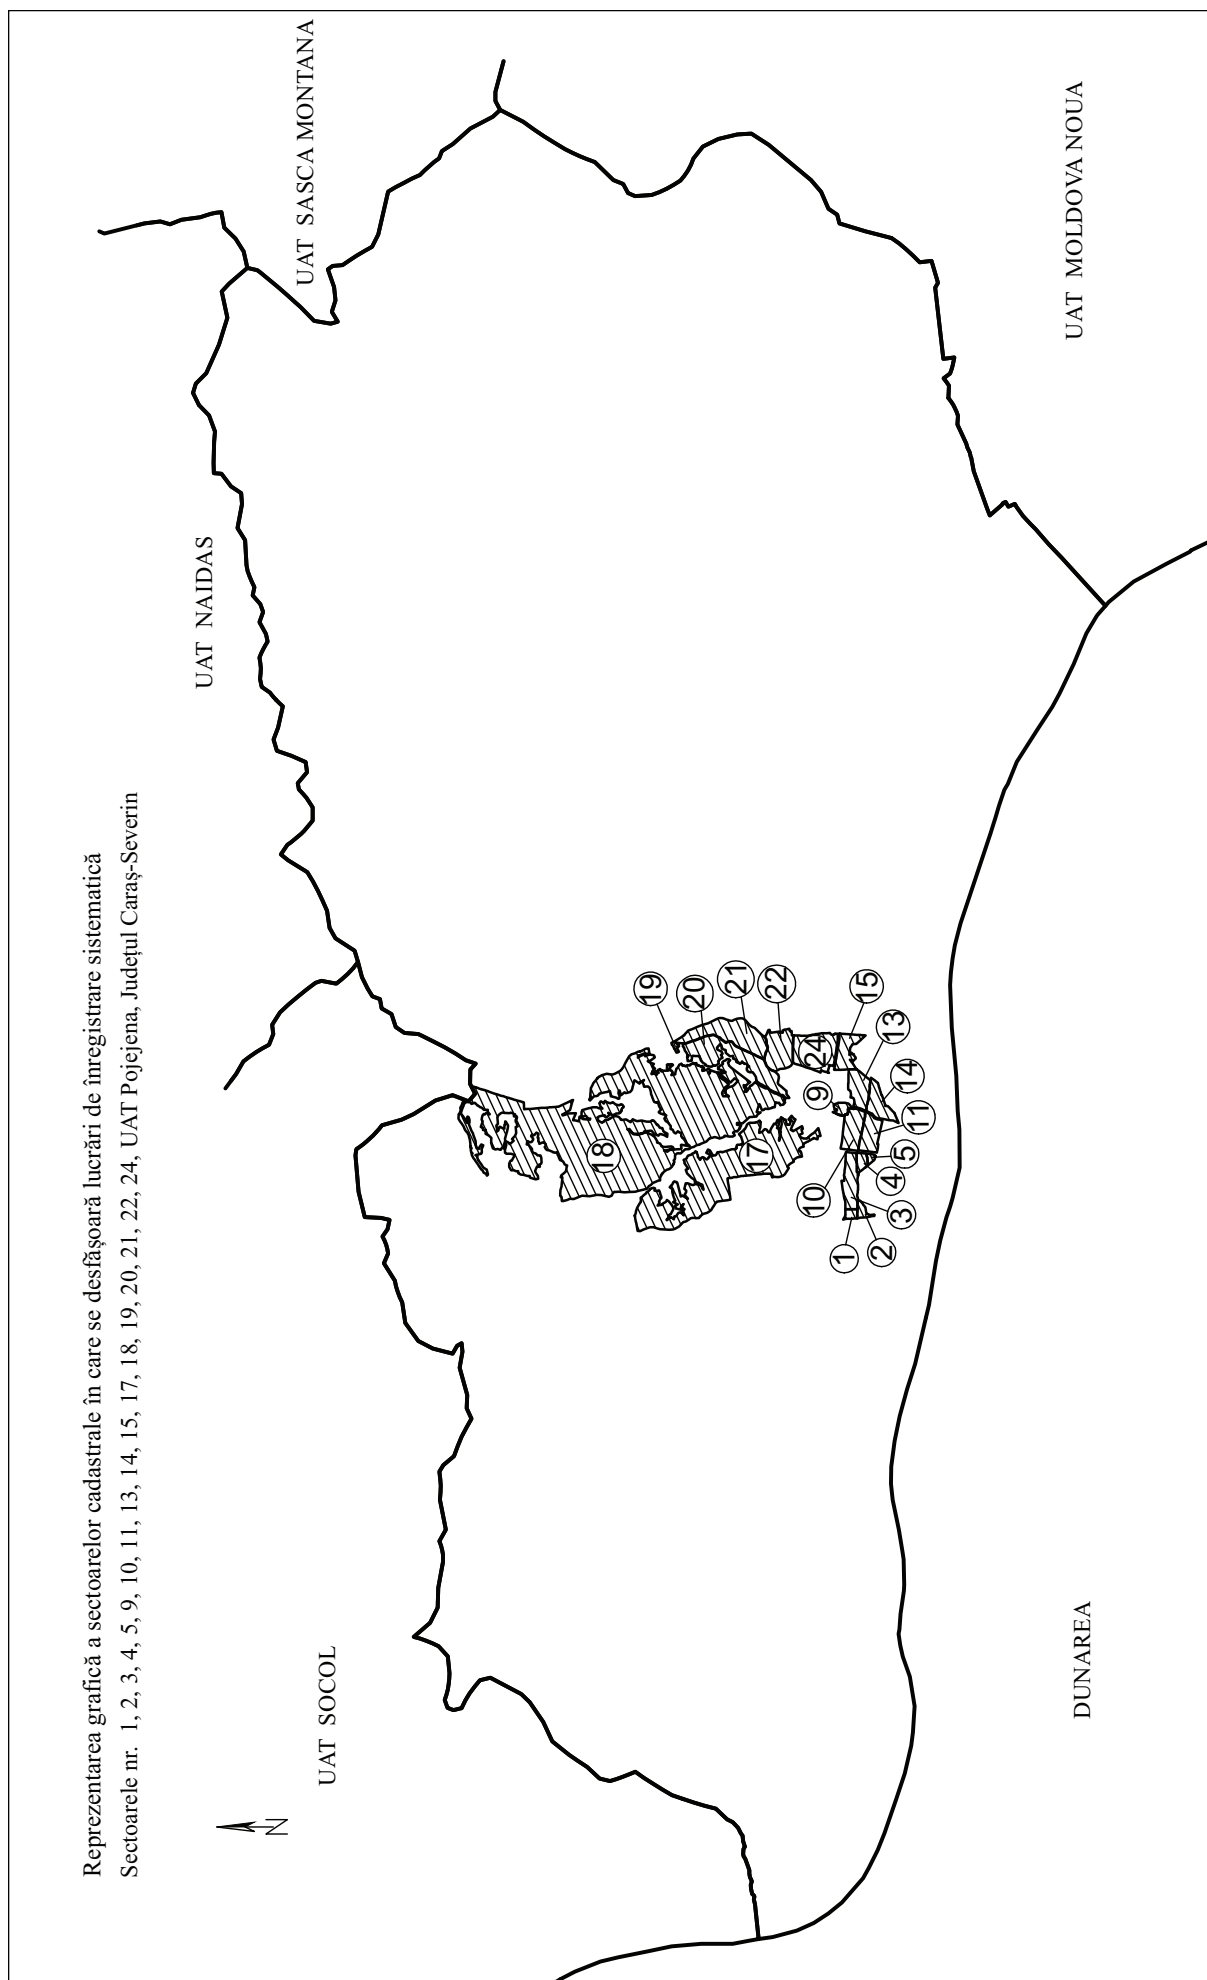 Reprezentarea grafică a sectoarelor cadastrale în care se desfășoară lucrări de înregistrare sistematică
Sectoarele nr. 1, 2, 3, 4, 5, 9, 10, 11, 13, 14, 15, 17, 18, 19, 20, 21, 22, 24, UAT Pojejena, Județul Caraș-Severin
UAT NAIDAS
UAT SASCA MONTANA
N
UAT SOCOL
18
19
20
21
17
22
24
9
10
15
13
1
2
3
4
5
11
14
UAT MOLDOVA NOUA
DUNAREA